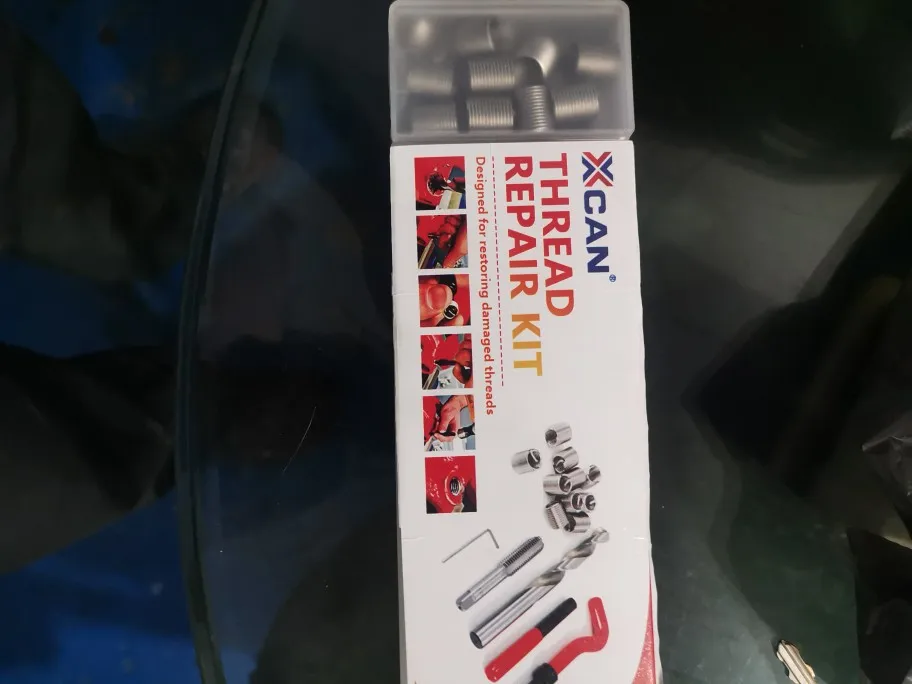 XCAN®
THREAD
REPAIR KIT
Designed for restoring damaged threads